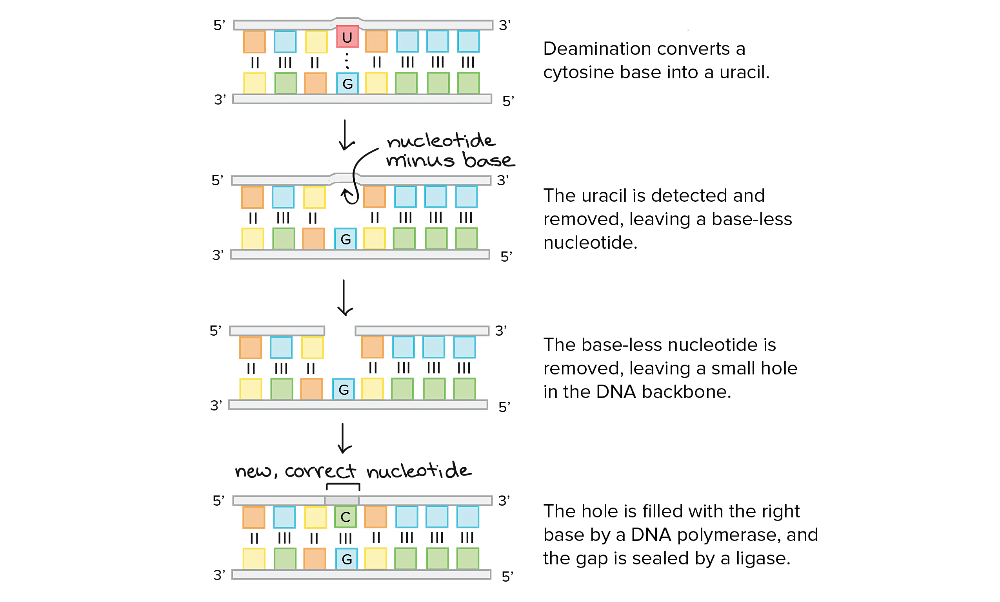 5’
3’
U
G
3’
5’
Deamination converts a
cytosine base into a uracil.
nucleotide
minus base
5’
3’
G
3’
5’
The uracil is detected and
removed, leaving a base-less
nucleotide.
5’
3’
G
3’
5’
The base-less nucleotide is
removed, leaving a small hole
in the DNA backbone.
new, correct nucleotide
5’
3’
C
G
3’
5’
The hole is filled with the right
base by a DNA polymerase, and
the gap is sealed by a ligase.